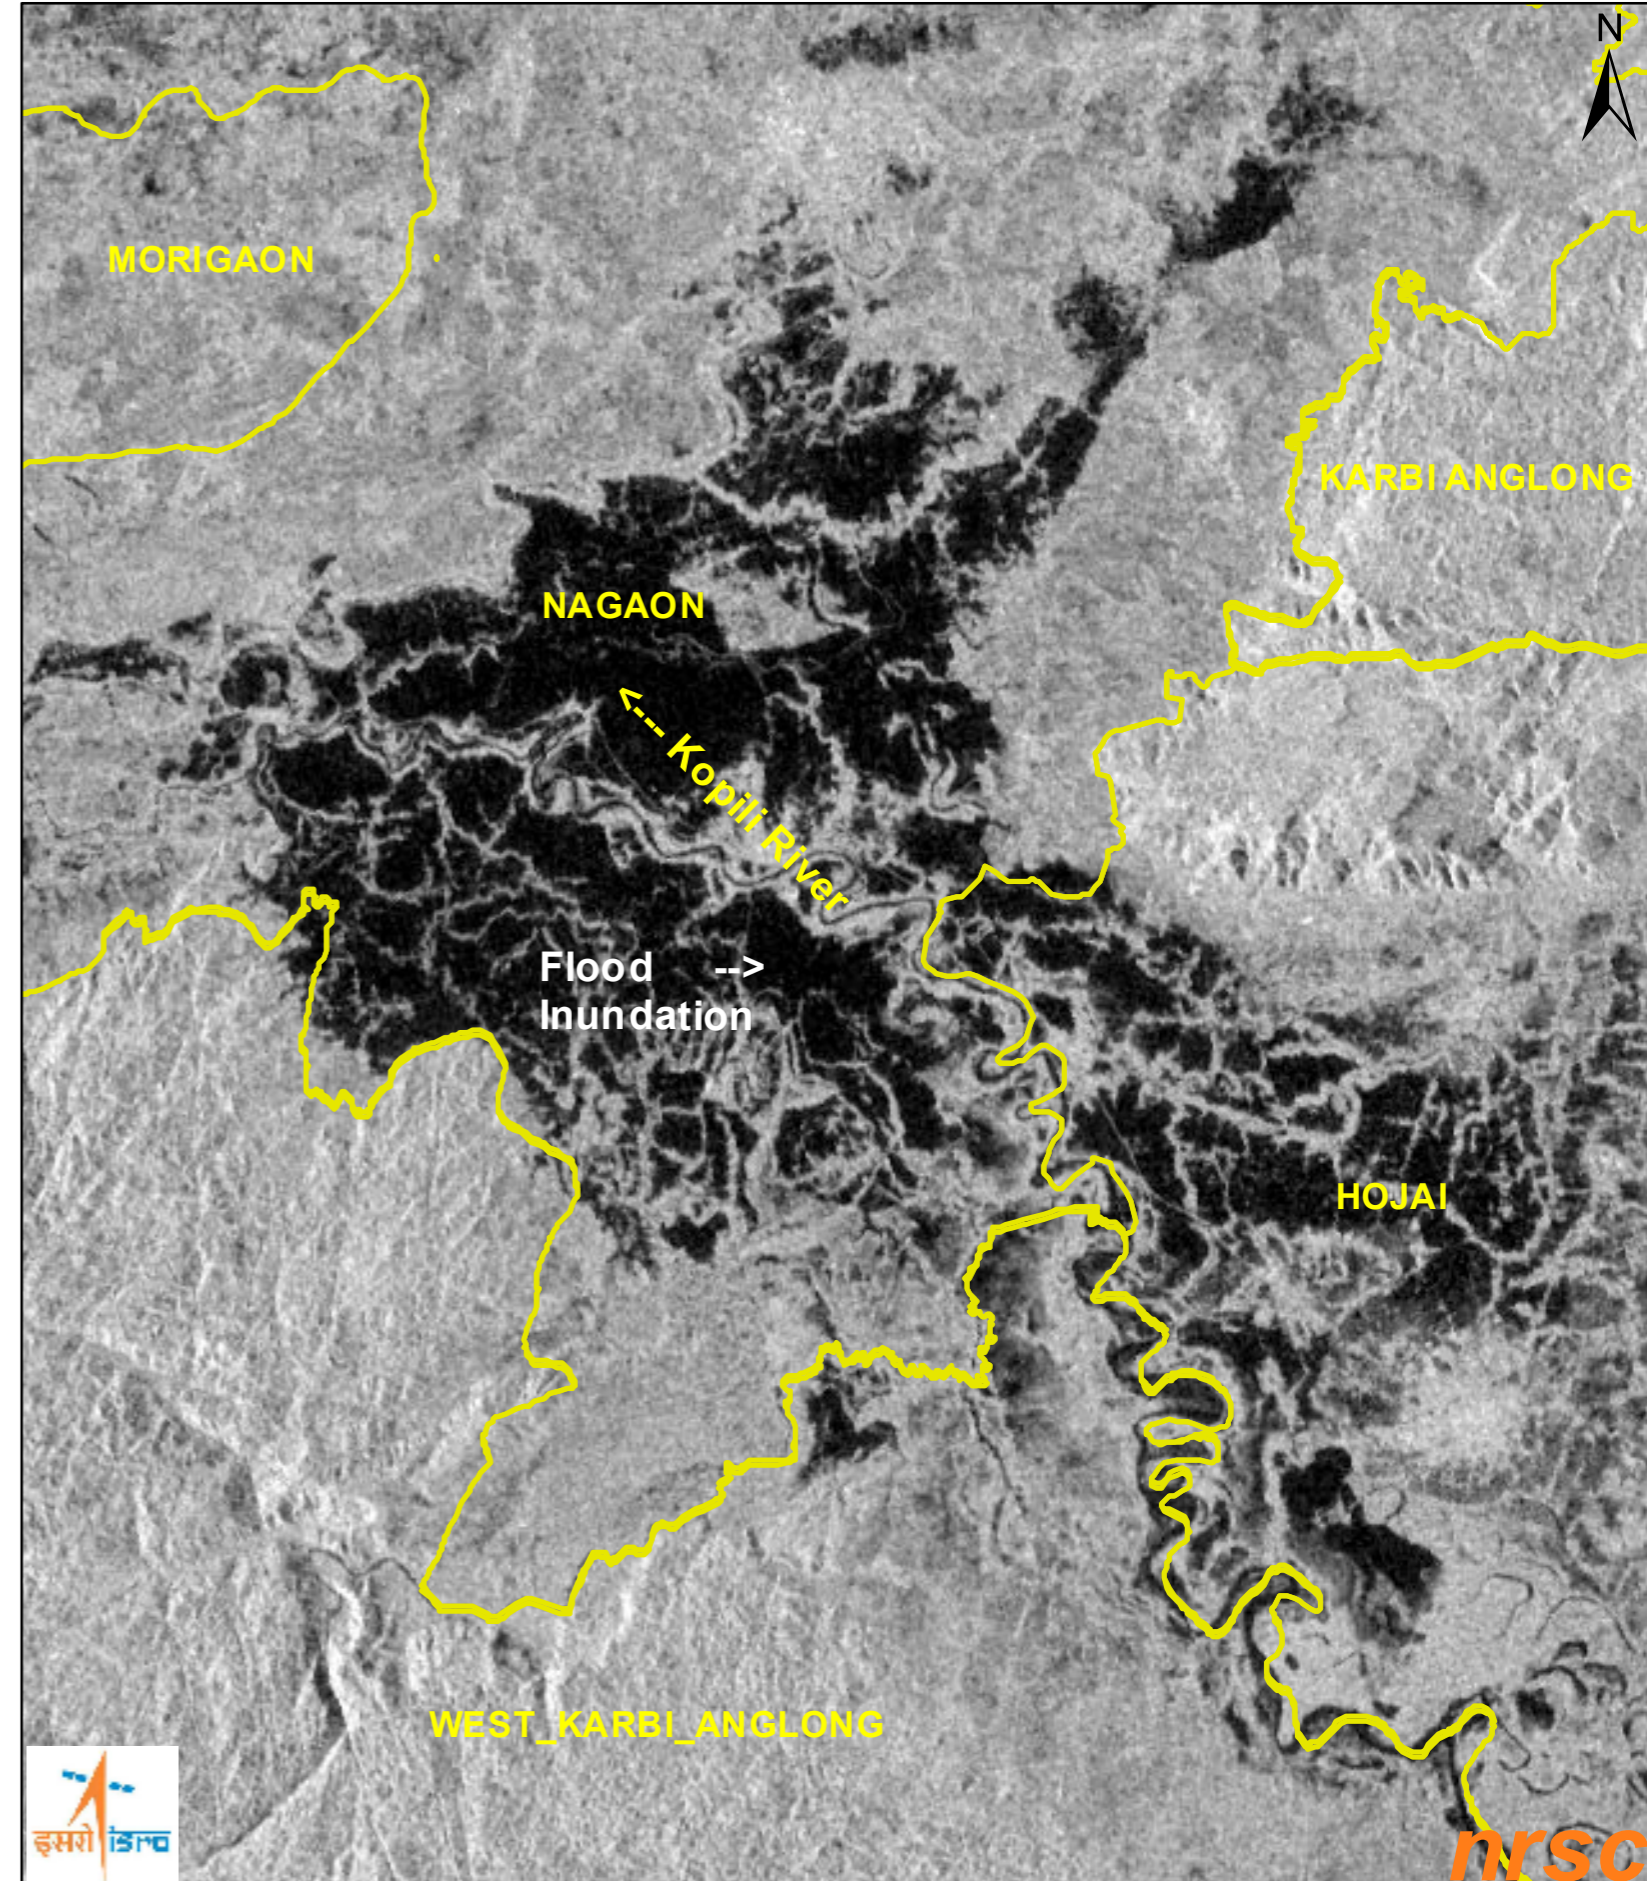 N
MORIGAON
KARBI ANGLONG
NAGAON
<---- Kopili River
Flood -->
Inundation
HOJAI
WEST_KARBI_ANGLONG
इसरो isro
nrsc